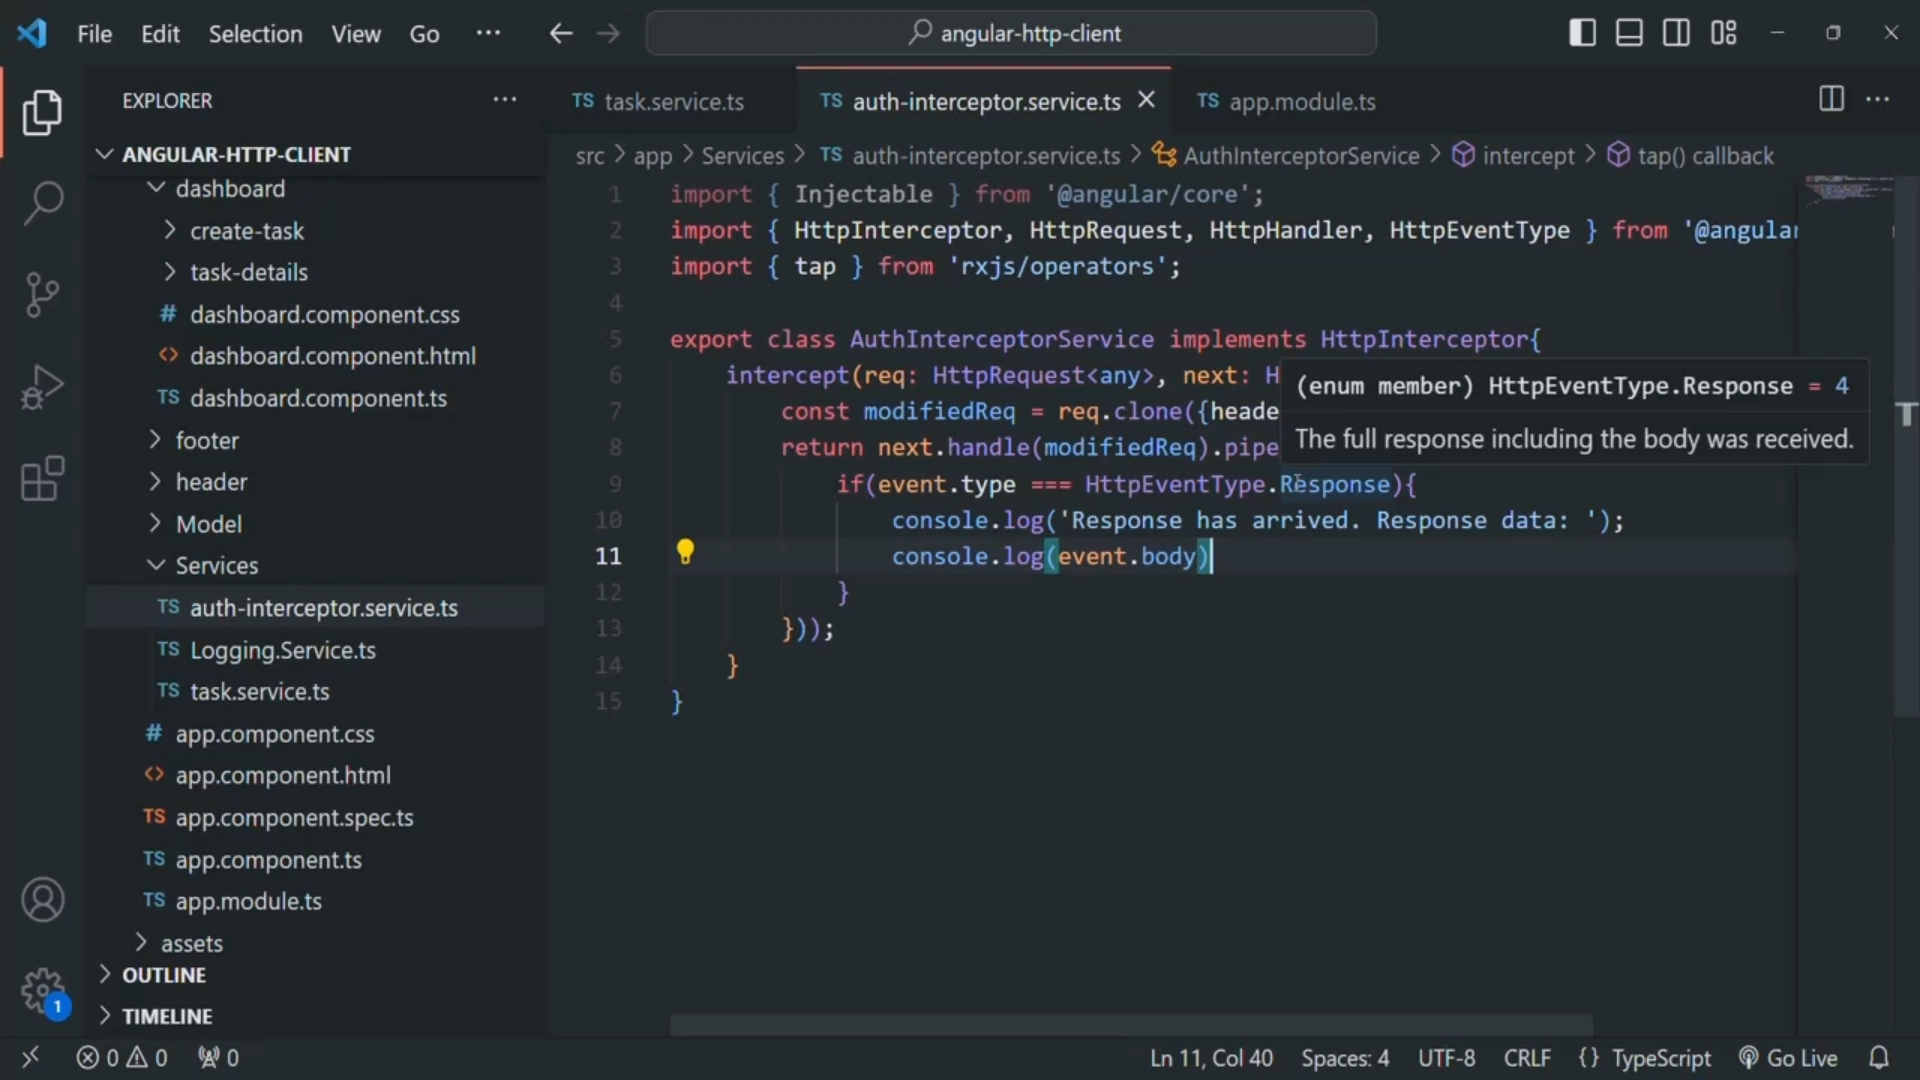 File Edit Selection View Go ··· angular-http-client
EXPLORER ···
ANGULAR-HTTP-CLIENT
dashboard
create-task
task-details
# dashboard.component.css
<> dashboard.component.html
TS dashboard.component.ts
footer
header
Model
Services
TS auth-interceptor.service.ts
TS Logging.Service.ts
TS task.service.ts
# app.component.css
<> app.component.html
TS app.component.spec.ts
TS app.component.ts
TS app.module.ts
assets
OUTLINE
TIMELINE
1
TS task.service.ts TS auth-interceptor.service.ts TS app.module.ts ···
src > app > Services > TS auth-interceptor.service.ts > AuthInterceptorService > intercept > tap() callback
1 import { Injectable } from '@angular/core';
2 import { HttpInterceptor, HttpRequest, HttpHandler, HttpEventType } from '@angular
3 import { tap } from 'rxjs/operators';
4
5 export class AuthInterceptorService implements HttpInterceptor{
6 intercept(req: HttpRequest<any>, next: H
7 const modifiedReq = req.clone({heade
8 return next.handle(modifiedReq).pipe
(enum member) HttpEventType.Response = 4
The full response including the body was received.
9 if(event.type === HttpEventType.Response){
10 console.log('Response has arrived. Response data: ');
11 console.log(event.body)
12 }
13 }));
14 }
15 }
T
0 0 0 Ln 11, Col 40 Spaces: 4 UTF-8 CRLF {} TypeScript Go Live